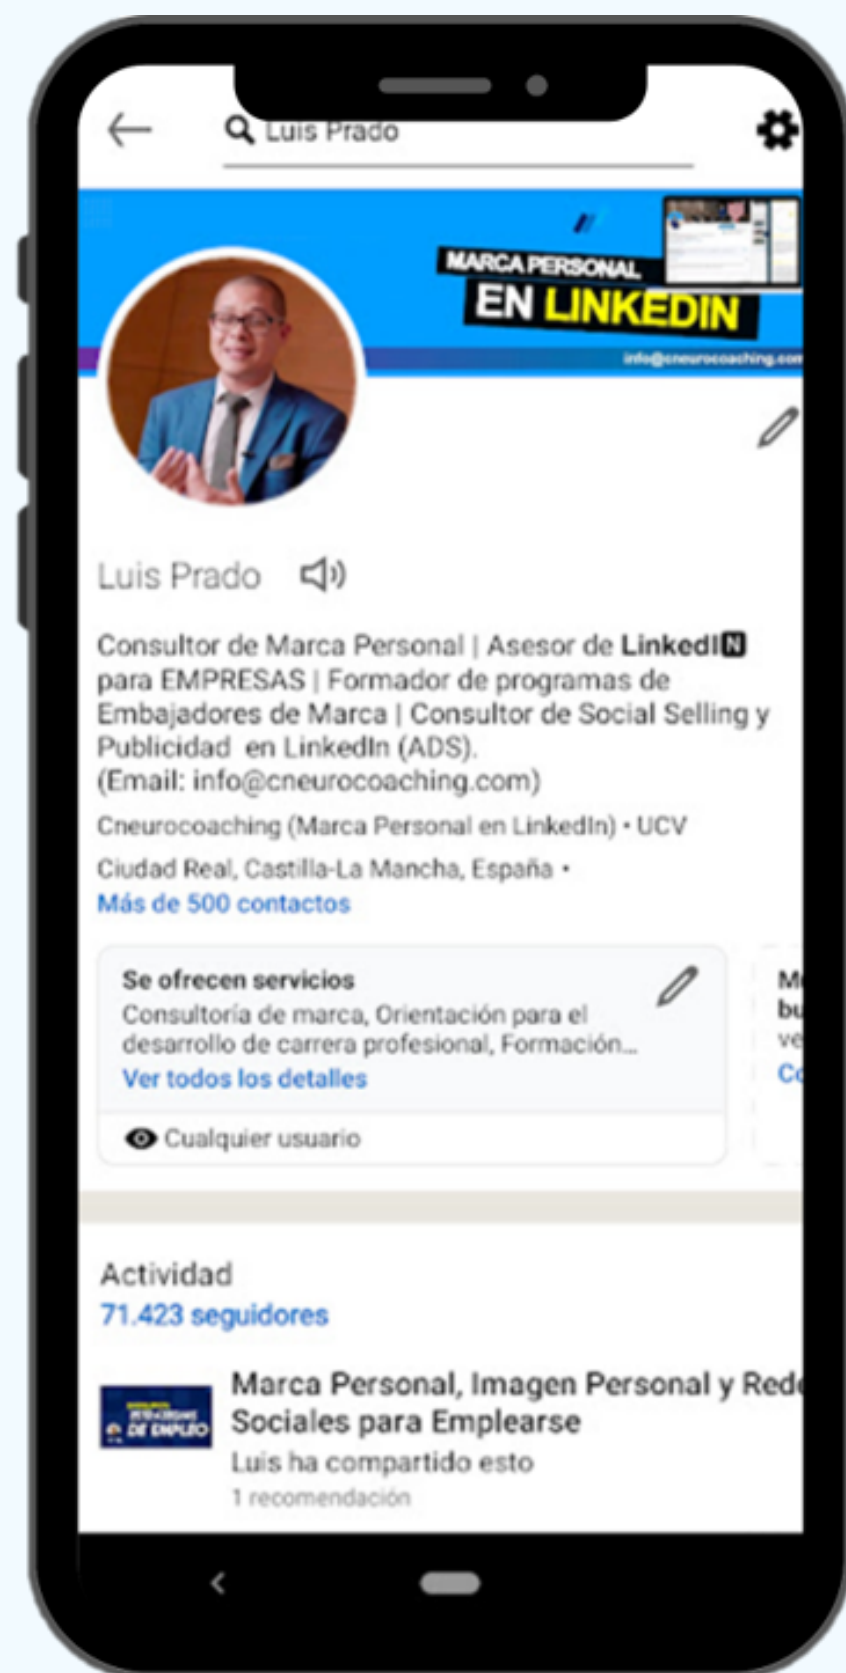 Luis Prado
MARCA PERSONAL
EN LINKEDIN
info@cneurocoaching.com
Luis Prado
Consultor de Marca Personal | Asesor de LinkedIN
para EMPRESAS | Formador de programas de
Embajadores de Marca | Consultor de Social Selling y
Publicidad en LinkedIn (ADS).
(Email: info@cneurocoaching.com)
Cneurocoaching (Marca Personal en LinkedIn) • UCV
Ciudad Real, Castilla-La Mancha, España •
Más de 500 contactos
Se ofrecen servicios
Consultoría de marca, Orientación para el
desarrollo de carrera profesional, Formación...
Ver todos los detalles
Cualquier usuario
Actividad
71.423 seguidores
Marca Personal, Imagen Personal y
Sociales para Emplearse
DE EMPLEO
Luis ha compartido esto
1 recomendación